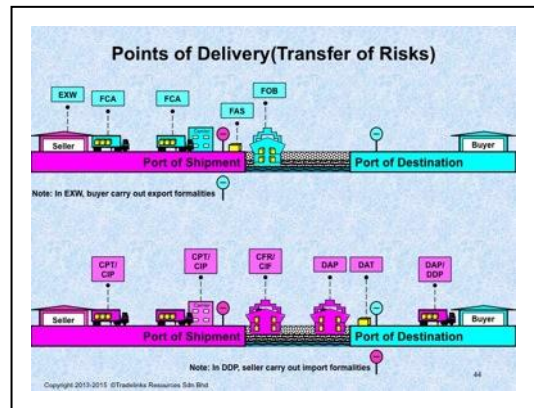 Points of Delivery(Transfer of Risks)
EXW
FCA
FCA
FAS
FOB
Seller
Carrier
Buyer
Port of Shipment
Port of Destination
Note: In EXW, buyer carry out export formalities
CPT/
CIP
CPT/
CIP
CFR/
CIF
DAP
DAT
DAP/
DDP
Seller
Carrier
Buyer
Port of Shipment
Port of Destination
Note: In DDP, seller carry out import formalities
44
Copyright 2013-2015 ©Tradelinks Resources Sdn Bhd